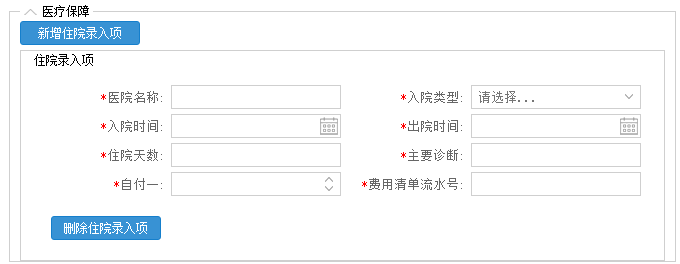 医疗保障
新增住院录入项
住院录入项
*医院名称: *入院类型: 请选择...
*入院时间: *出院时间:
*住院天数: *主要诊断:
*自付一: *费用清单流水号:
删除住院录入项